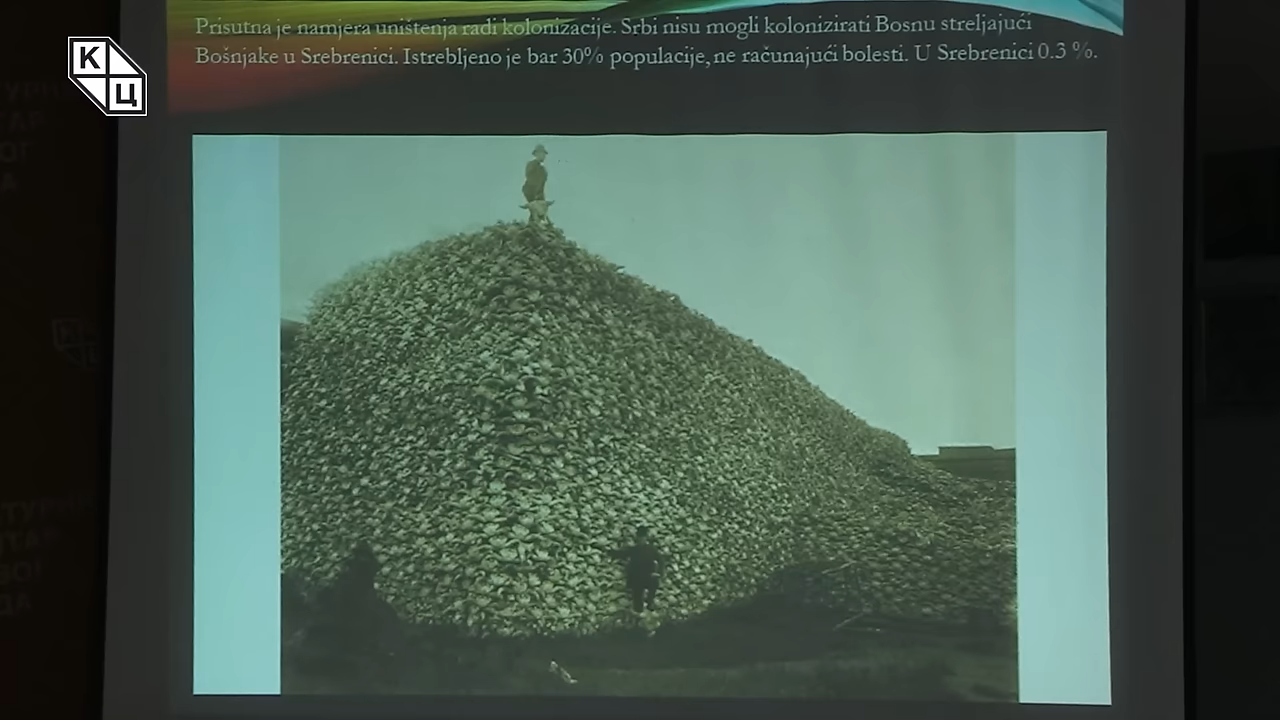 Prisutna je namjera uništenja radi kolonizacije. Srbi nisu mogli kolonizirati Bosnu streljajući
Bošnjake u Srebrenici. Istrebljeno je bar 30% populacije, ne računajući bolesti. U Srebrenici 0.3 %.
К
Ц